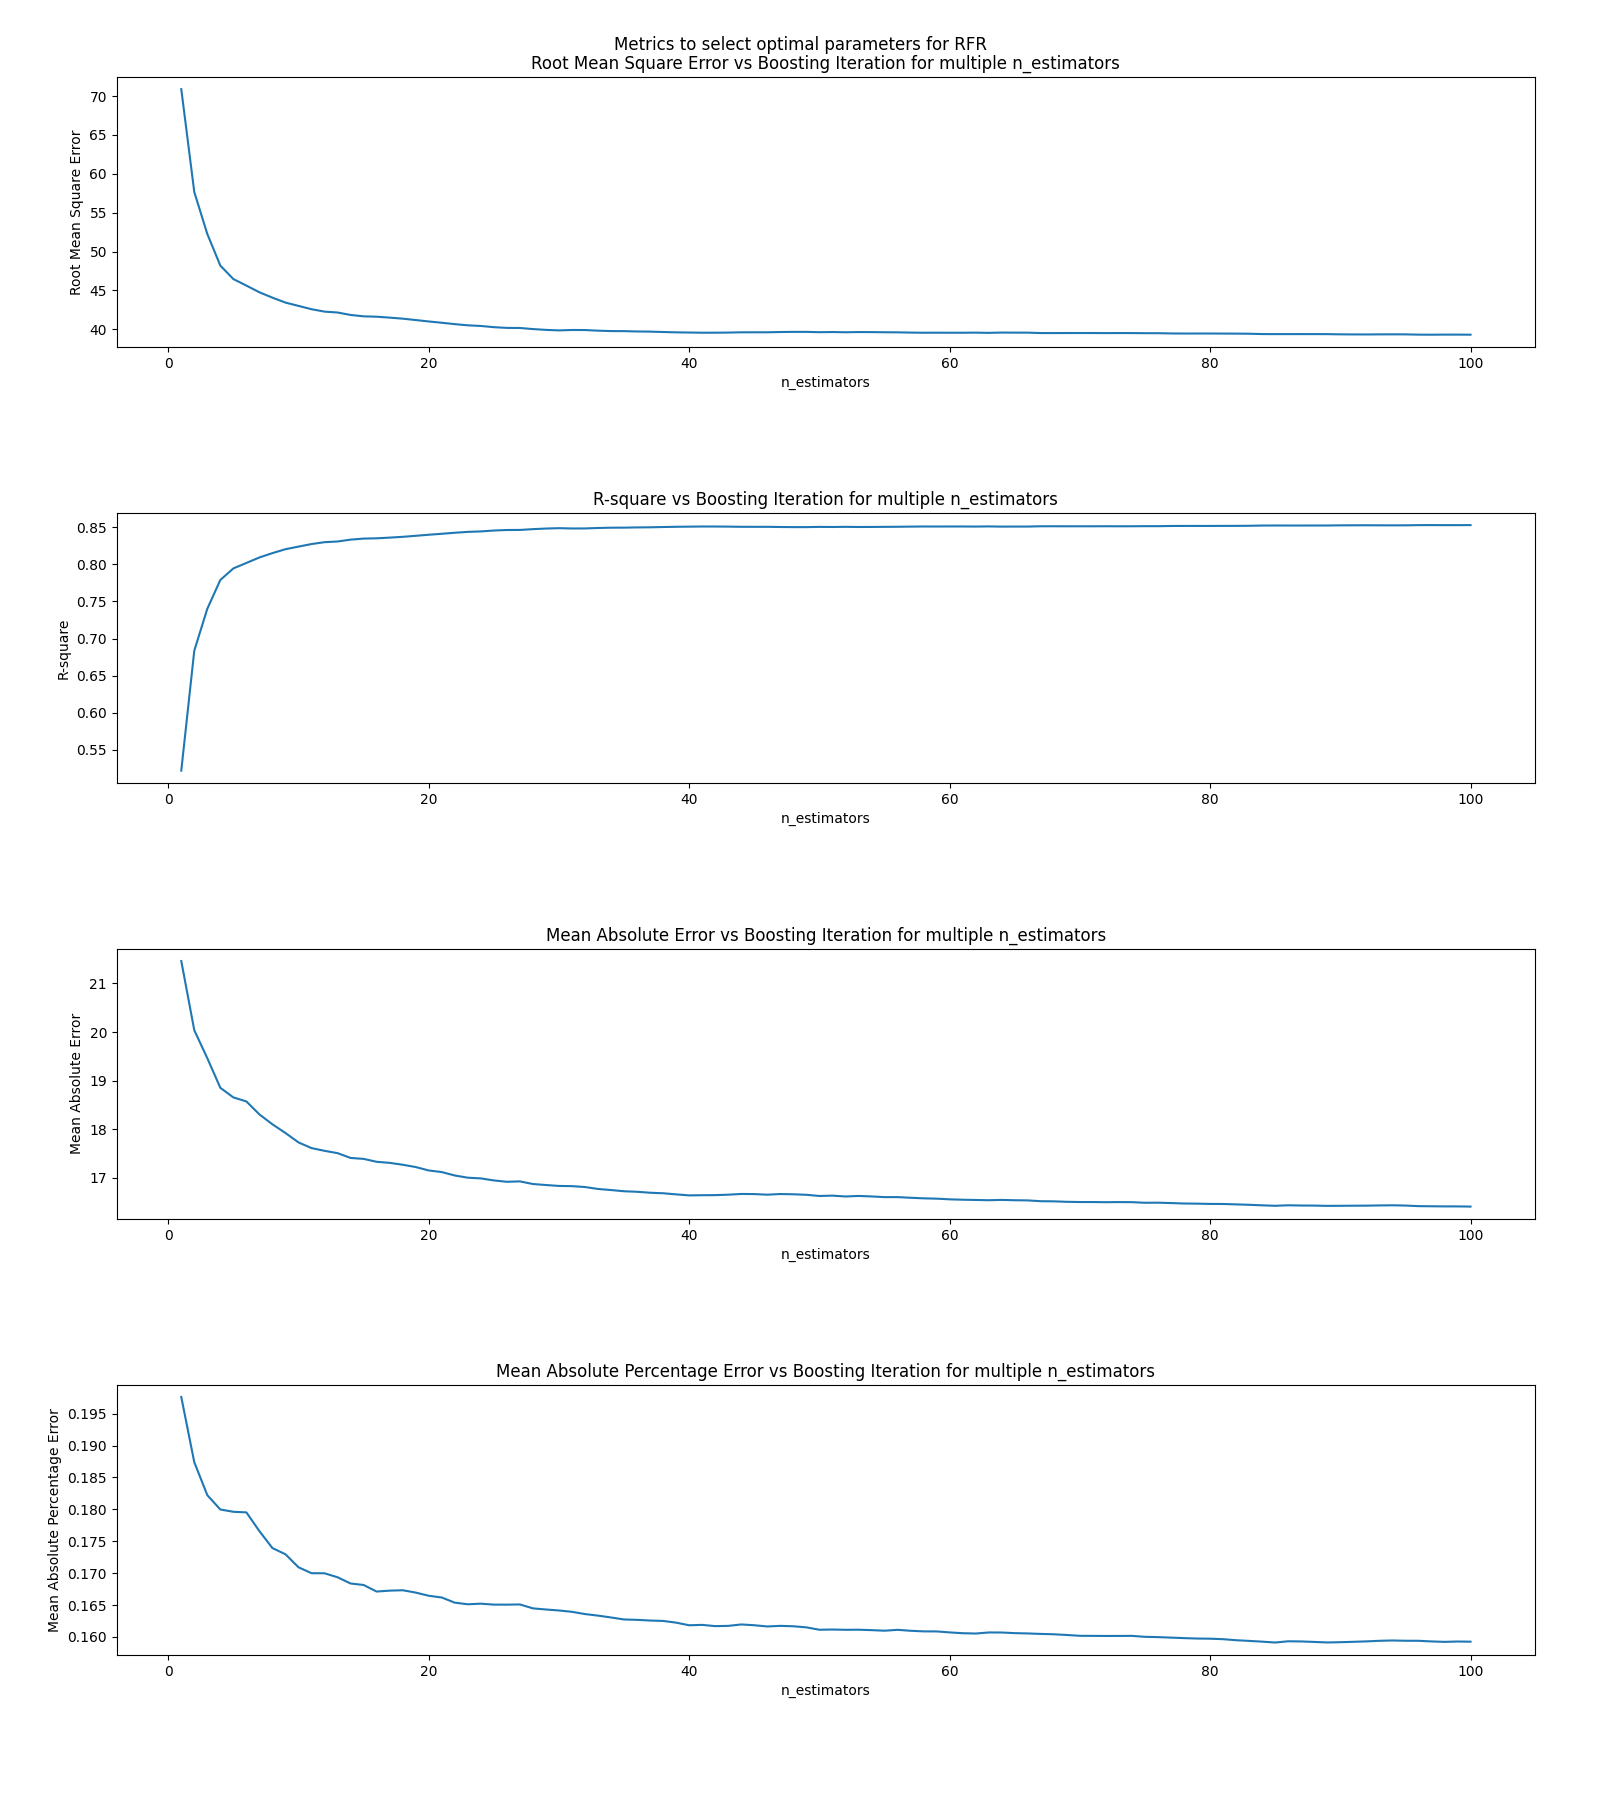 Metrics to select optimal parameters for RFR
Root Mean Square Error vs Boosting Iteration for multiple n_estimators
Root Mean Square Error
70
65
60
55
50
45
40
0 20 40 60 80 100
n_estimators
R-square vs Boosting Iteration for multiple n_estimators
R-square
0.85
0.80
0.75
0.70
0.65
0.60
0.55
0 20 40 60 80 100
n_estimators
Mean Absolute Error vs Boosting Iteration for multiple n_estimators
Mean Absolute Error
21
20
19
18
17
0 20 40 60 80 100
n_estimators
Mean Absolute Percentage Error vs Boosting Iteration for multiple n_estimators
Mean Absolute Percentage Error
0.195
0.190
0.185
0.180
0.175
0.170
0.165
0.160
0 20 40 60 80 100
n_estimators